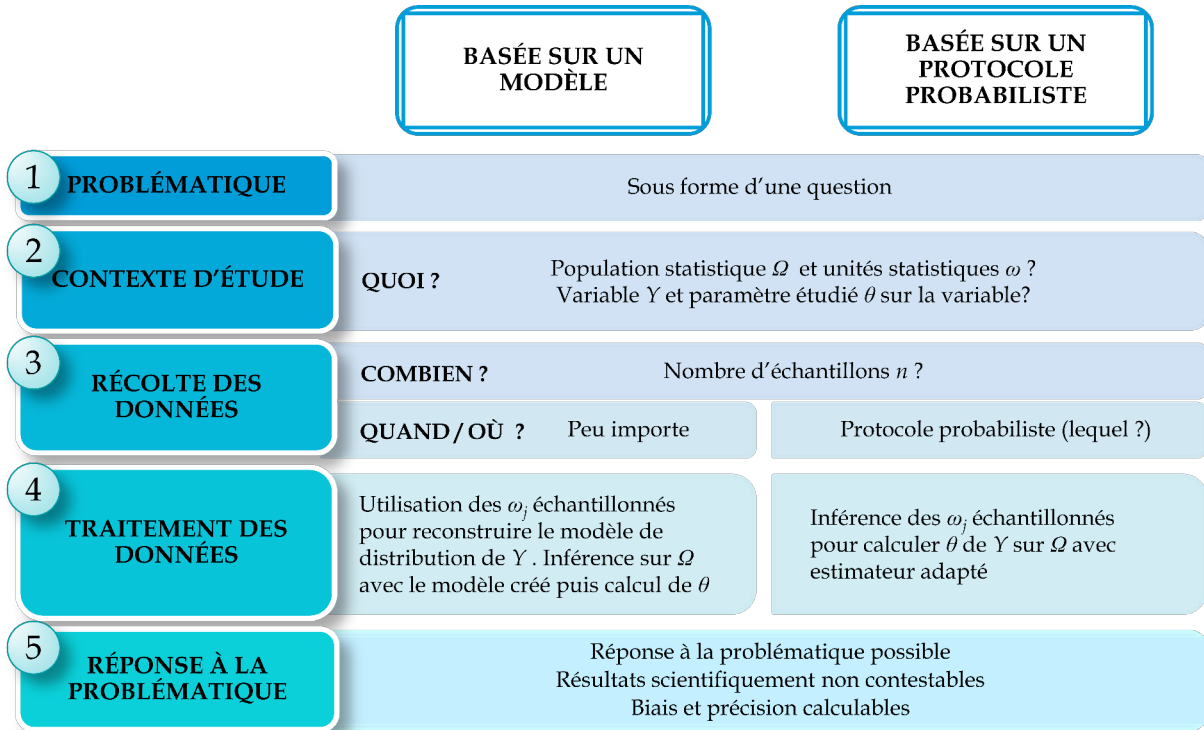 BASÉE SUR UN
MODÈLE
BASÉE SUR UN
PROTOCOLE
PROBABILISTE
1
PROBLÉMATIQUE
Sous forme d'une question
2
CONTEXTE D'ÉTUDE
QUOI ?
Population statistique Ω et unités statistiques ω ?
Variable Y et paramètre étudié θ sur la variable?
3
RÉCOLTE DES
DONNÉES
COMBIEN ?
Nombre d'échantillons n ?
QUAND / OÙ ?
Peu importe
Protocole probabiliste (lequel ?)
4
TRAITEMENT DES
DONNÉES
Utilisation des ωj échantillonnés
pour reconstruire le modèle de
distribution de Y . Inférence sur Ω
avec le modèle créé puis calcul de θ
Inférence des ωj échantillonnés
pour calculer θ de Y sur Ω avec
estimateur adapté
5
RÉPONSE À LA
PROBLÉMATIQUE
Réponse à la problématique possible
Résultats scientifiquement non contestables
Biais et précision calculables